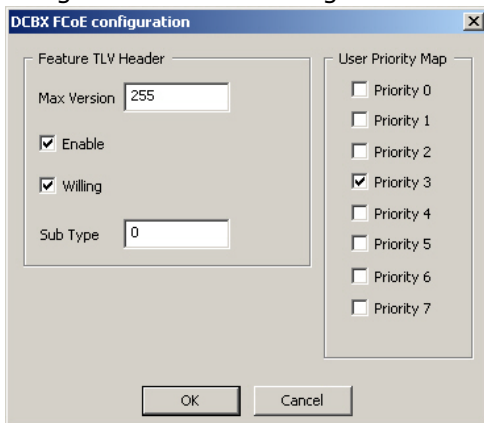 DCBX FCoE configuration
Feature TLV Header
Max Version 255
Enable
Willing
Sub Type 0
User Priority Map
Priority 0
Priority 1
Priority 2
Priority 3
Priority 4
Priority 5
Priority 6
Priority 7
OK Cancel